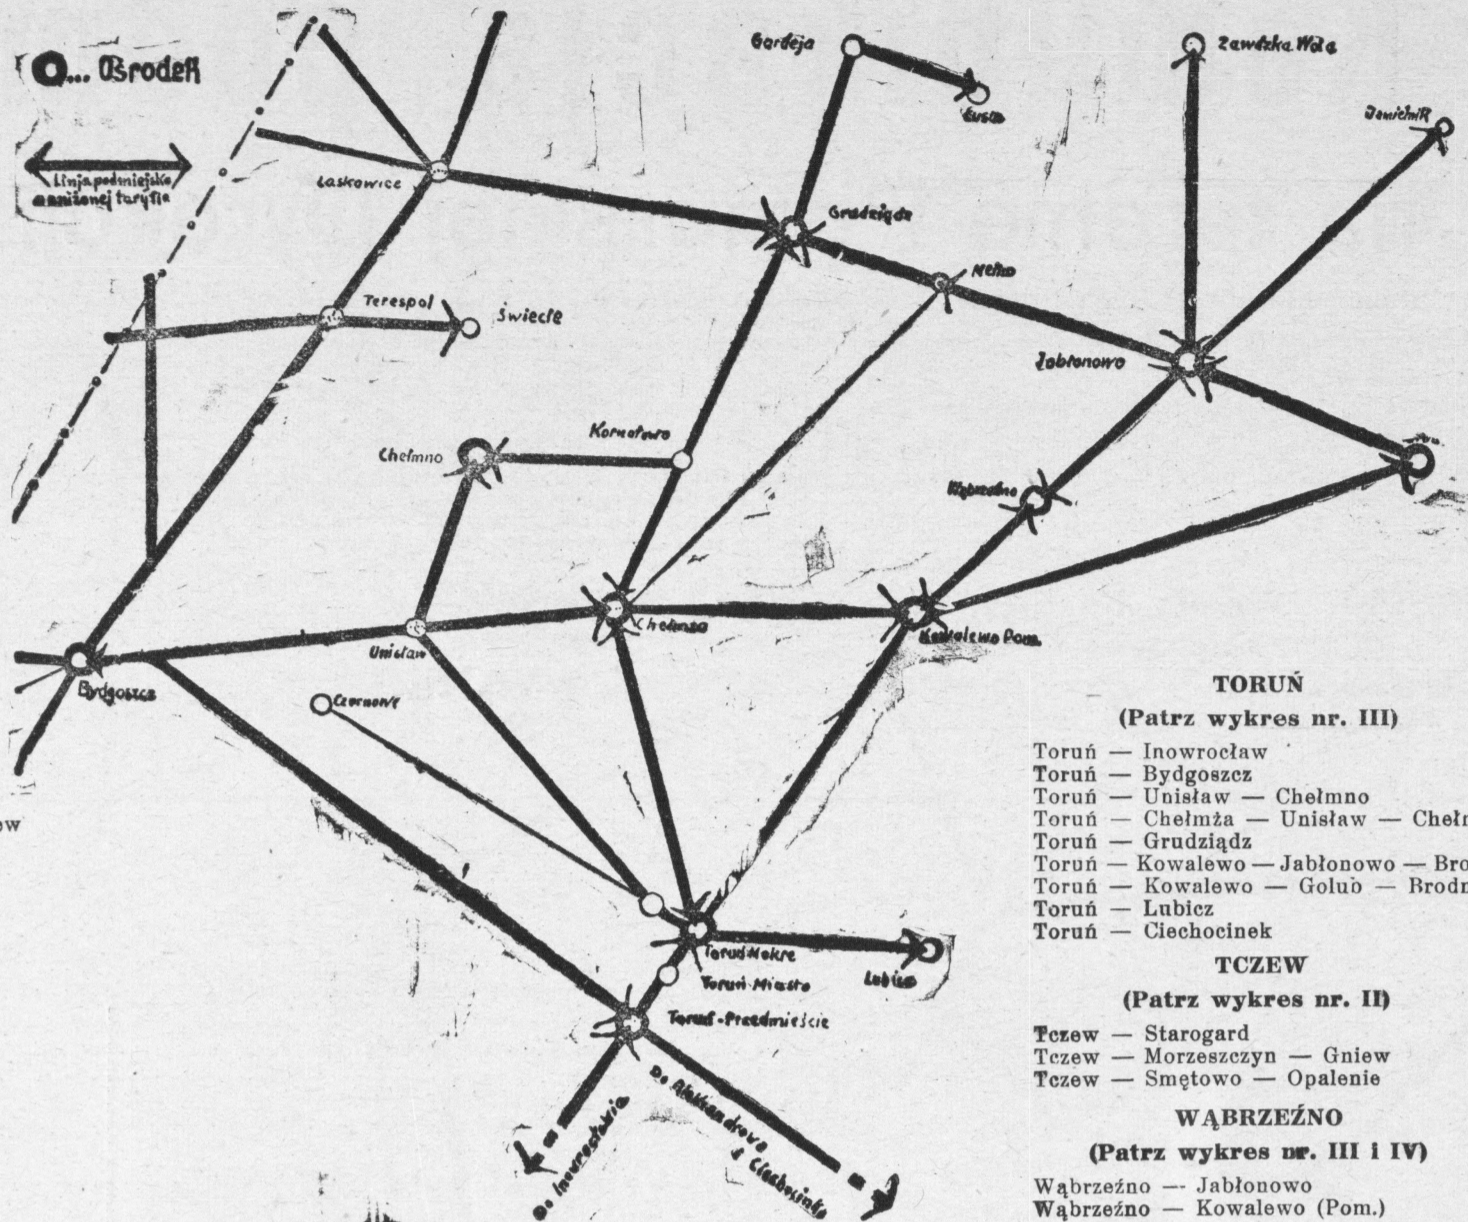 O... Ośrodek
Linja podmiejska
o zniżonej taryfie
Gardeja
Zawdzka Wola
Jamielnik
Laskowice
Grudziądz
Mełno
Terespol
Świecie
Jabłonowo
Kornatowo
Chełmno
Wąbrzeźno
Chełmża
Kowalewo Pom.
Unisław
Bydgoszcz
Czarnowo
Toruń Mokre
Toruń-Miasto
Lubicz
Toruń-Przedmieście
Do Aleksandrowa
i Ciechocinka
Do Inowrocławia
ew
TORUŃ
(Patrz wykres nr. III)
Toruń — Inowrocław
Toruń — Bydgoszcz
Toruń — Unisław — Chełmno
Toruń — Chełmża — Unisław — Chełm
Toruń — Grudziądz
Toruń — Kowalewo — Jabłonowo — Bro
Toruń — Kowalewo — Golub — Brodn
Toruń — Lubicz
Toruń — Ciechocinek
TCZEW
(Patrz wykres nr. II)
Tczew — Starogard
Tczew — Morzeszczyn — Gniew
Tczew — Smętowo — Opalenie
WĄBRZEŹNO
(Patrz wykres nr. III i IV)
Wąbrzeźno — Jabłonowo
Wąbrzeźno — Kowalewo (Pom.)